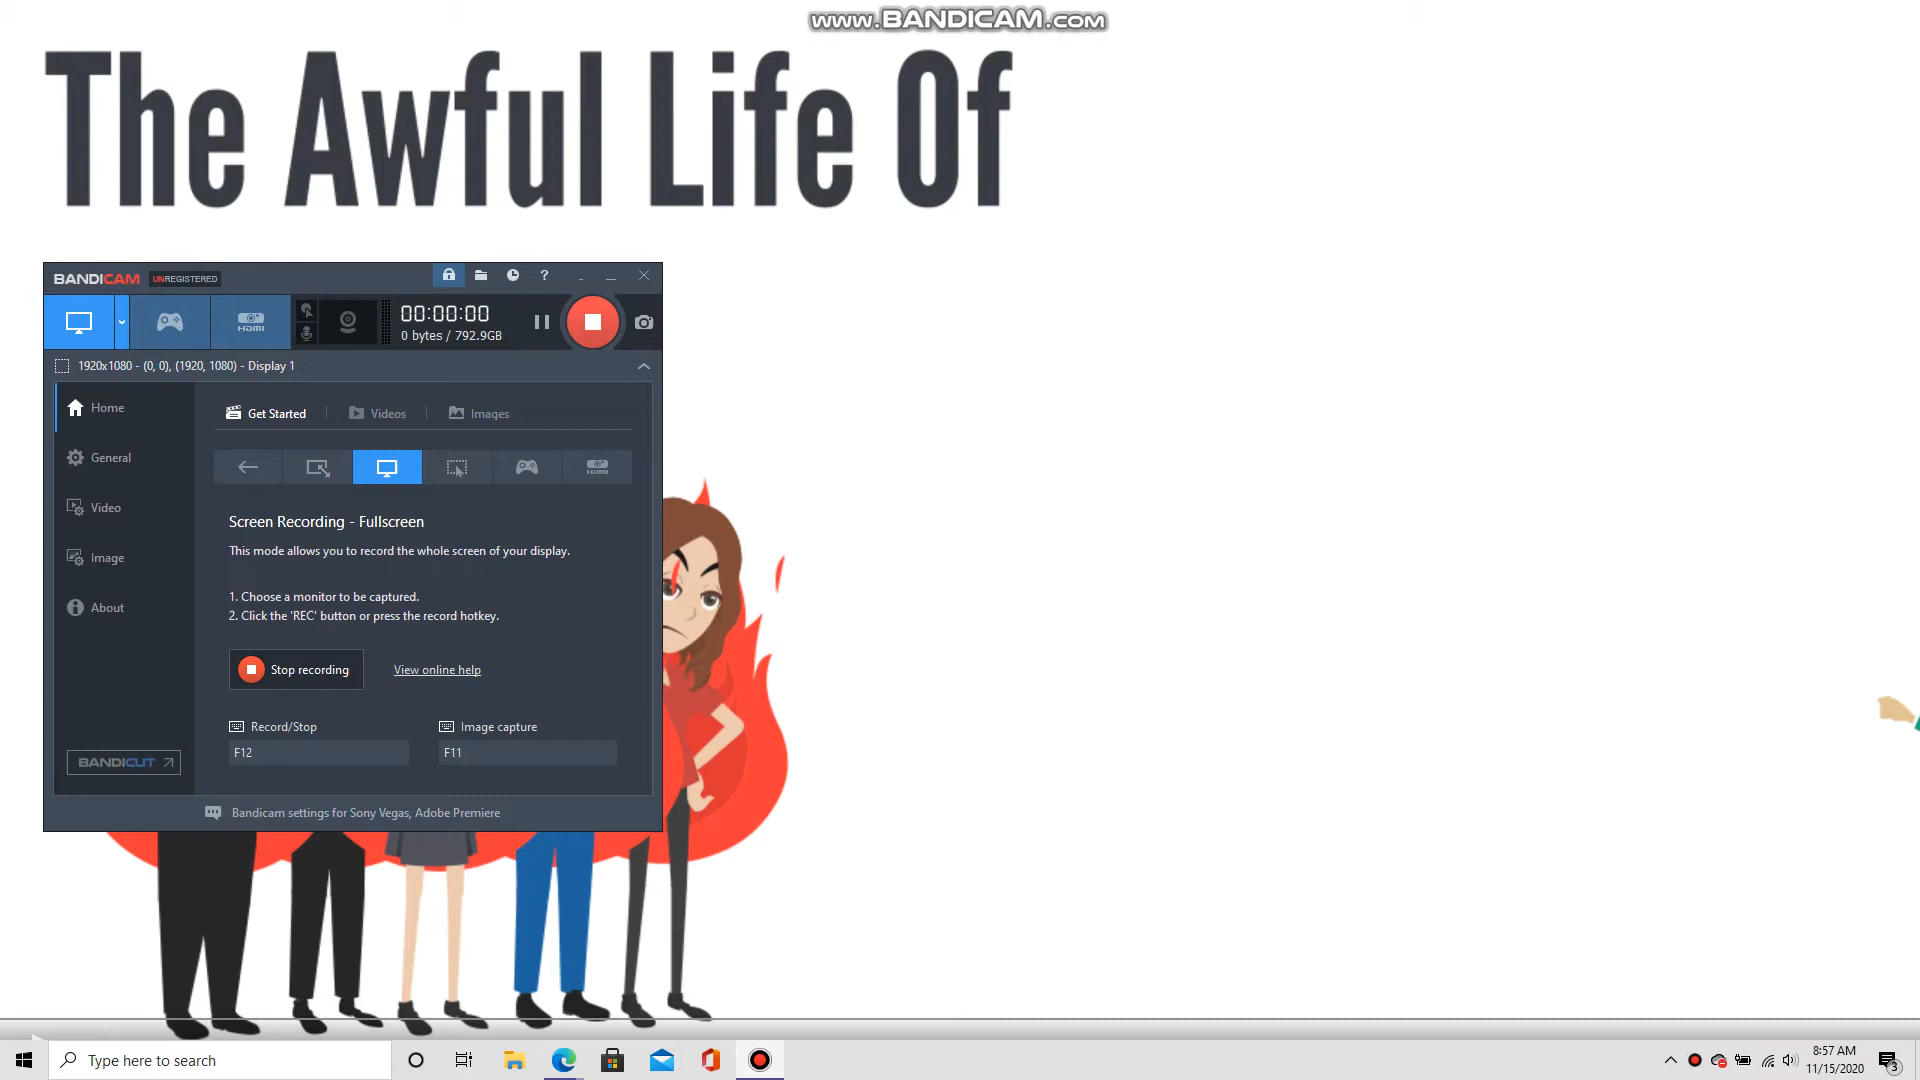 www.BANDICAM.com
The Awful Life Of
BANDICAM UNREGISTERED
?
HDMI
00:00:00
0 bytes / 792.9GB
1920x1080 - (0, 0), (1920, 1080) - Display 1
Home
General
Video
Image
About
BANDICUT
Get Started
Videos
Images
HDMI
Screen Recording - Fullscreen
This mode allows you to record the whole screen of your display.
1. Choose a monitor to be captured.
2. Click the 'REC' button or press the record hotkey.
Stop recording
View online help
Record/Stop
Image capture
F12
F11
Bandicam settings for Sony Vegas, Adobe Premiere
Type here to search
8:57 AM
11/15/2020
3